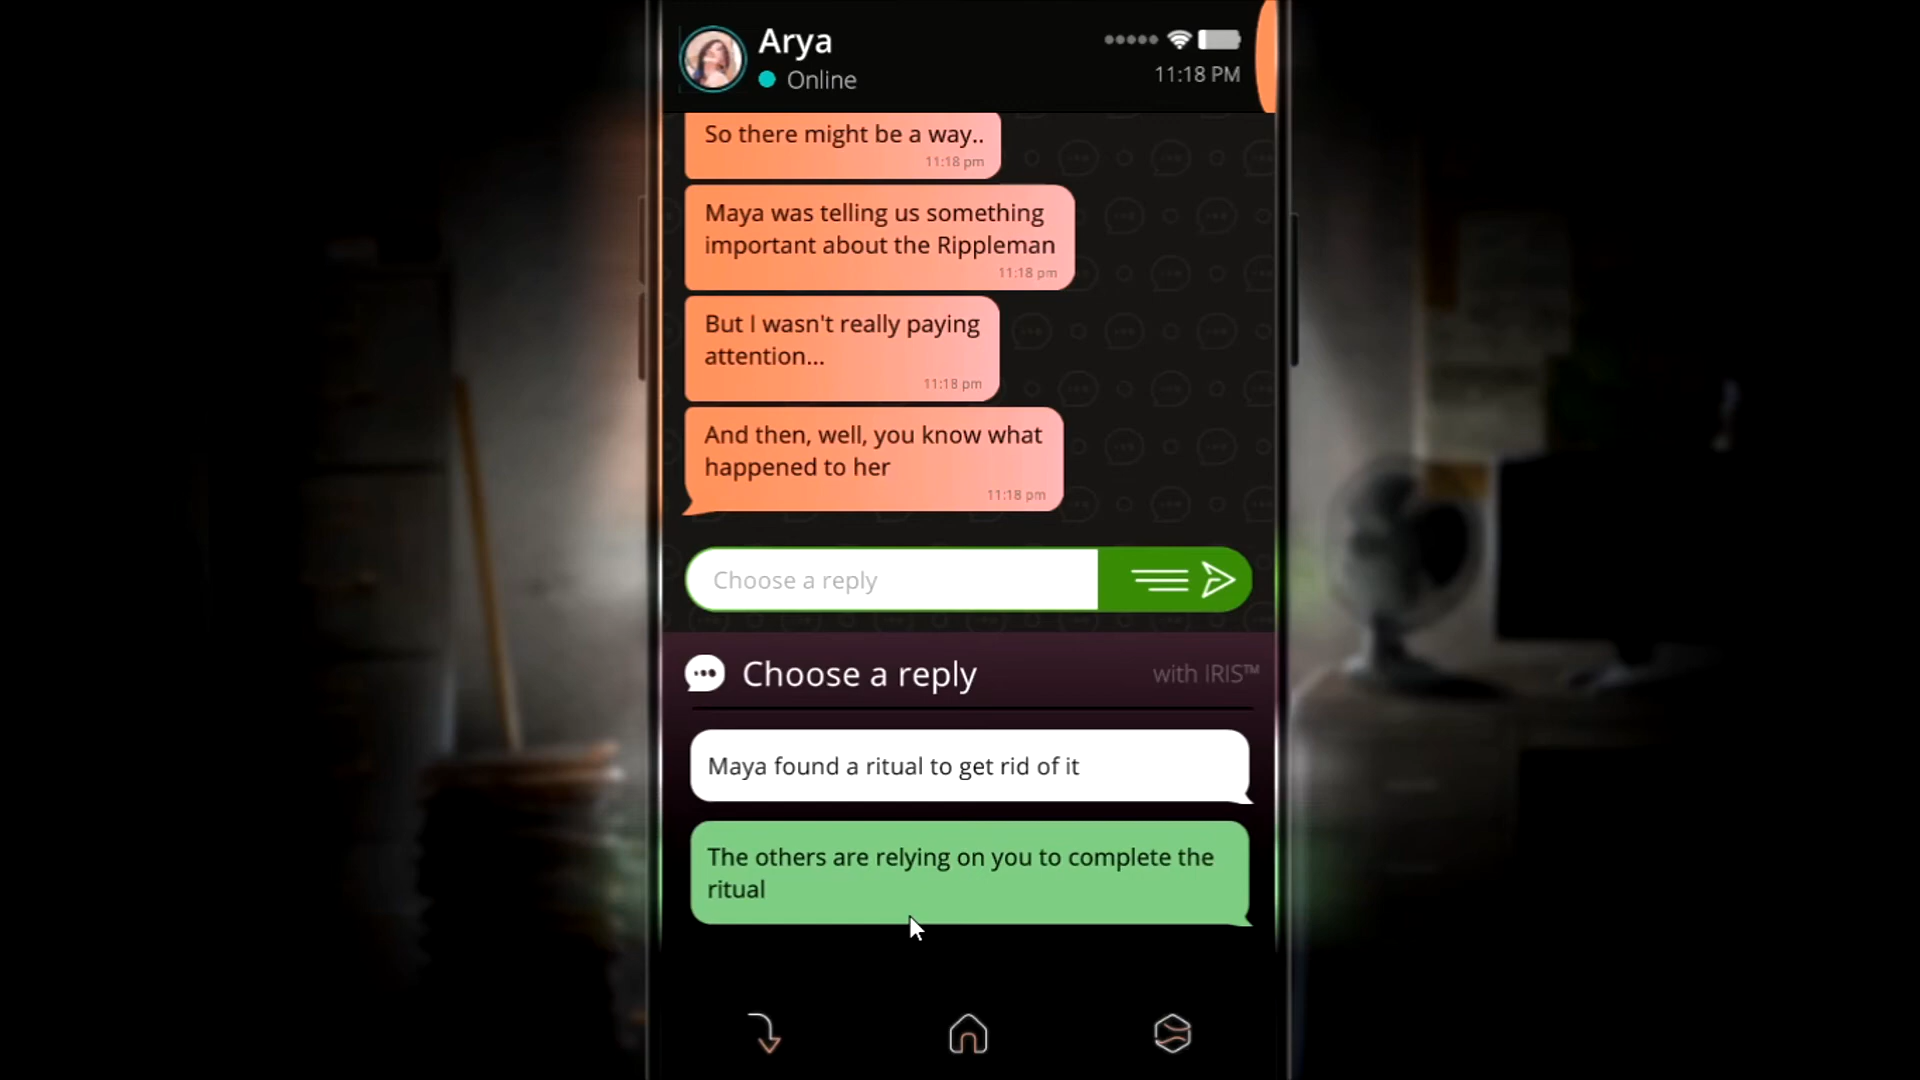 Arya
Online
11:18 PM
So there might be a way..
11:18 pm
Maya was telling us something
important about the Rippleman
11:18 pm
But I wasn't really paying
attention...
11:18 pm
And then, well, you know what
happened to her
11:18 pm
Choose a reply
Choose a reply
with IRIS™
Maya found a ritual to get rid of it
The others are relying on you to complete the
ritual